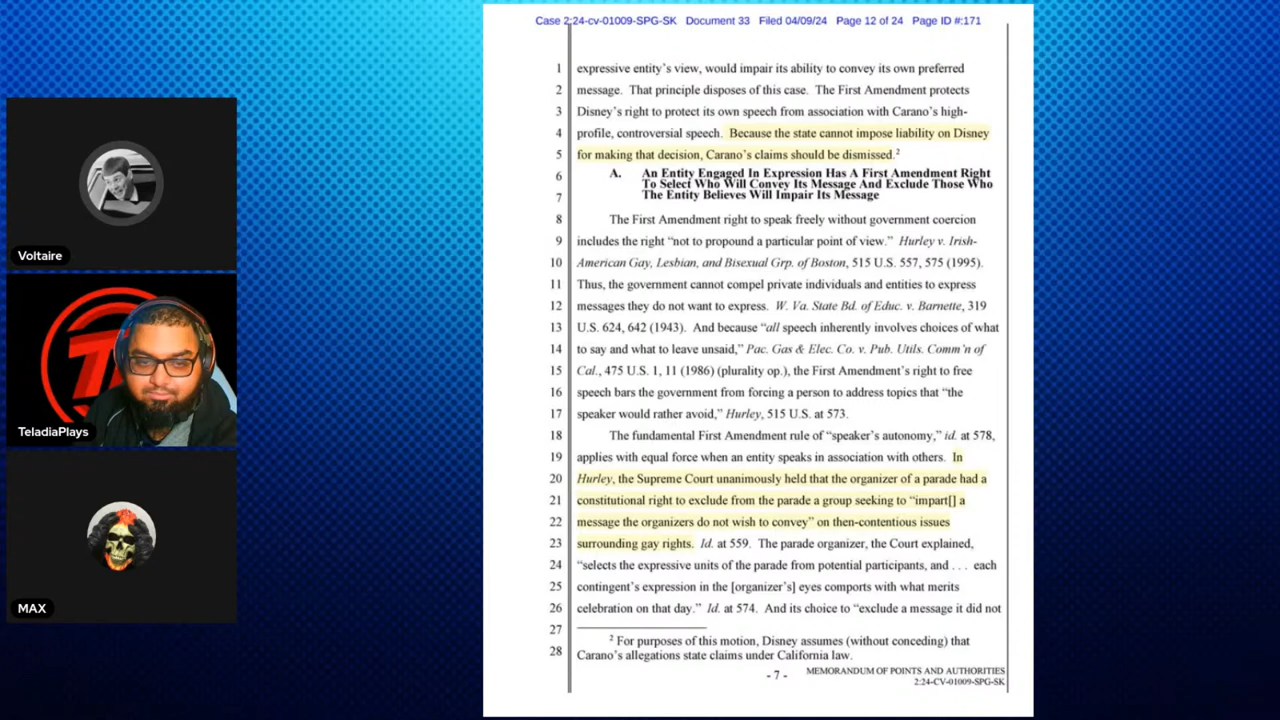 Case 2:24-cv-01009-SPG-SK Document 33 Filed 04/09/24 Page 12 of 24 Page ID #:171
1 expressive entity's view, would impair its ability to convey its own preferred
2 message. That principle disposes of this case. The First Amendment protects
3 Disney's right to protect its own speech from association with Carano's high-
4 profile, controversial speech. Because the state cannot impose liability on Disney
5 for making that decision, Carano's claims should be dismissed.²
6 A. An Entity Engaged In Expression Has A First Amendment Right
To Select Who Will Convey Its Message And Exclude Those Who
7 The Entity Believes Will Impair Its Message
8 The First Amendment right to speak freely without government coercion
9 includes the right "not to propound a particular point of view." Hurley v. Irish-
10 American Gay, Lesbian, and Bisexual Grp. of Boston, 515 U.S. 557, 575 (1995).
11 Thus, the government cannot compel private individuals and entities to express
12 messages they do not want to express. W. Va. State Bd. of Educ. v. Barnette, 319
13 U.S. 624, 642 (1943). And because "all speech inherently involves choices of what
14 to say and what to leave unsaid," Pac. Gas & Elec. Co. v. Pub. Utils. Comm'n of
15 Cal., 475 U.S. 1, 11 (1986) (plurality op.), the First Amendment's right to free
16 speech bars the government from forcing a person to address topics that "the
17 speaker would rather avoid," Hurley, 515 U.S. at 573.
18 The fundamental First Amendment rule of "speaker's autonomy," id. at 578,
19 applies with equal force when an entity speaks in association with others. In
20 Hurley, the Supreme Court unanimously held that the organizer of a parade had a
21 constitutional right to exclude from the parade a group seeking to "impart[] a
22 message the organizers do not wish to convey" on then-contentious issues
23 surrounding gay rights. Id. at 559. The parade organizer, the Court explained,
24 "selects the expressive units of the parade from potential participants, and . . . each
25 contingent's expression in the [organizer's] eyes comports with what merits
26 celebration on that day." Id. at 574. And its choice to "exclude a message it did not
27
² For purposes of this motion, Disney assumes (without conceding) that
28 Carano's allegations state claims under California law.
- 7 -
MEMORANDUM OF POINTS AND AUTHORITIES
2:24-CV-01009-SPG-SK
Voltaire
TeladiaPlays
MAX